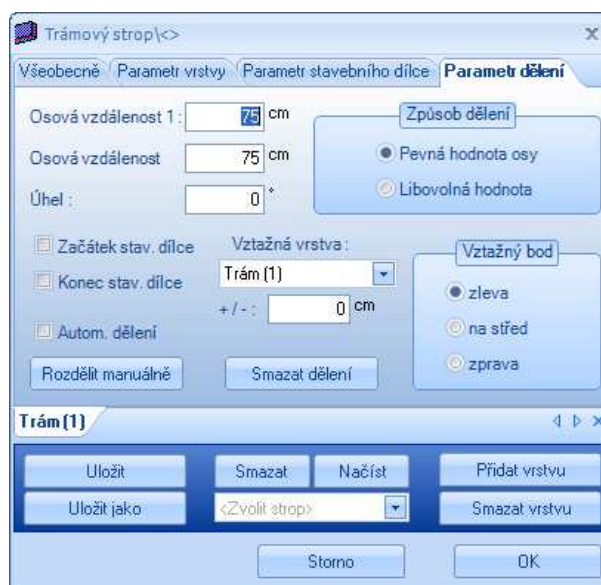 Trámový strop\<>
Všeobecně Parametr vrstvy Parametr stavebního dílce Parametr dělení
Osová vzdálenost 1 : 75 cm
Osová vzdálenost 75 cm
Úhel : 0 °
Způsob dělení
Pevná hodnota osy
Libovolná hodnota
Začátek stav. dílce
Konec stav. dílce
Autom. dělení
Vztažná vrstva :
Trám (1)
+ / - : 0 cm
Vztažný bod
zleva
na střed
zprava
Rozdělit manuálně Smazat dělení
Trám (1)
Uložit Smazat Načíst Přidat vrstvu
Uložit jako <Zvolit strop> Smazat vrstvu
Storno OK